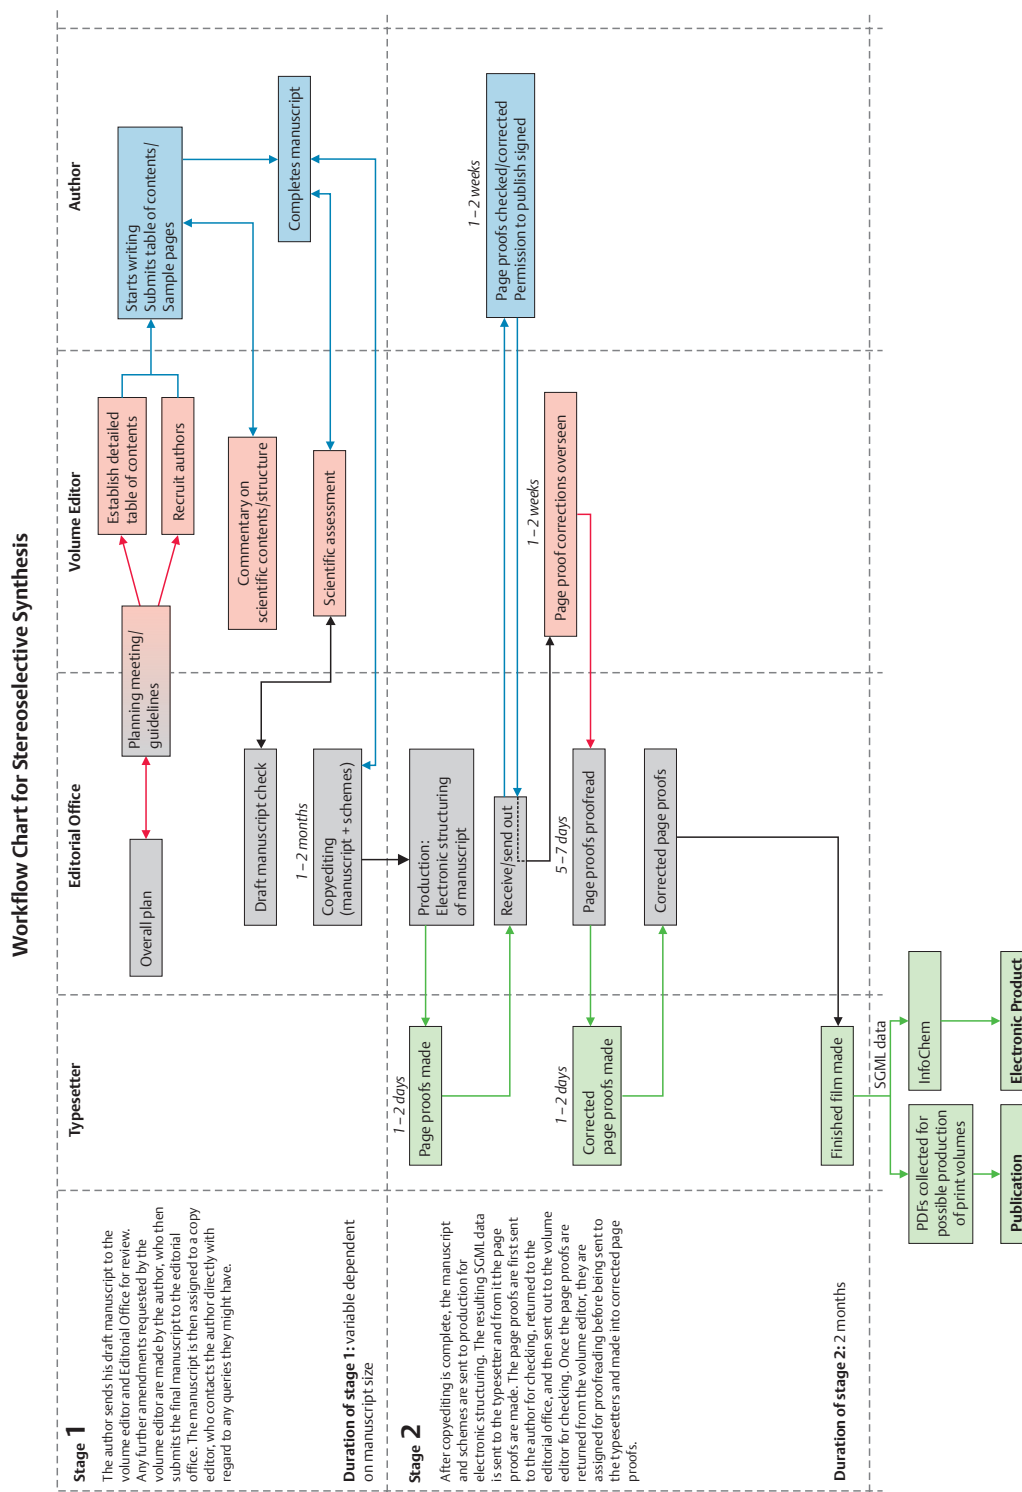 Workflow Chart for Stereoselective Synthesis
Typesetter
Editorial Office
Volume Editor
Author
Stage 1
The author sends his draft manuscript to the
volume editor and Editorial Office for review.
Any further amendments requested by the
volume editor are made by the author, who then
submits the final manuscript to the editorial
office. The manuscript is then assigned to a copy
editor, who contacts the author directly with
regard to any queries they might have.
Duration of stage 1: variable dependent
on manuscript size
Overall plan
Planning meeting/
guidelines
Establish detailed
table of contents
Recruit authors
Starts writing
Submits table of contents/
Sample pages
Commentary on
scientific contents/structure
Draft manuscript check
Scientific assessment
Completes manuscript
1–2 months
Copyediting
(manuscript + schemes)
Stage 2
After copyediting is complete, the manuscript
and schemes are sent to production for
electronic structuring. The resulting SGML data
is sent to the typesetter and from it the page
proofs are made. The page proofs are first sent
to the author for checking, returned to the
editorial office, and then sent out to the volume
editor for checking. Once the page proofs are
returned from the volume editor, they are
assigned for proofreading before being sent to
the typesetters and made into corrected page
proofs.
Duration of stage 2: 2 months
1–2 days
Page proofs made
Production:
Electronic structuring
of manuscript
Receive/send out
1–2 weeks
Page proofs checked/corrected
Permission to publish signed
1–2 weeks
Page proof corrections overseen
5–7 days
Page proofs proofread
1–2 days
Corrected
page proofs made
Corrected page proofs
Finished film made
SGML data
PDFs collected for
possible production
of print volumes
InfoChem
Publication
Electronic Product